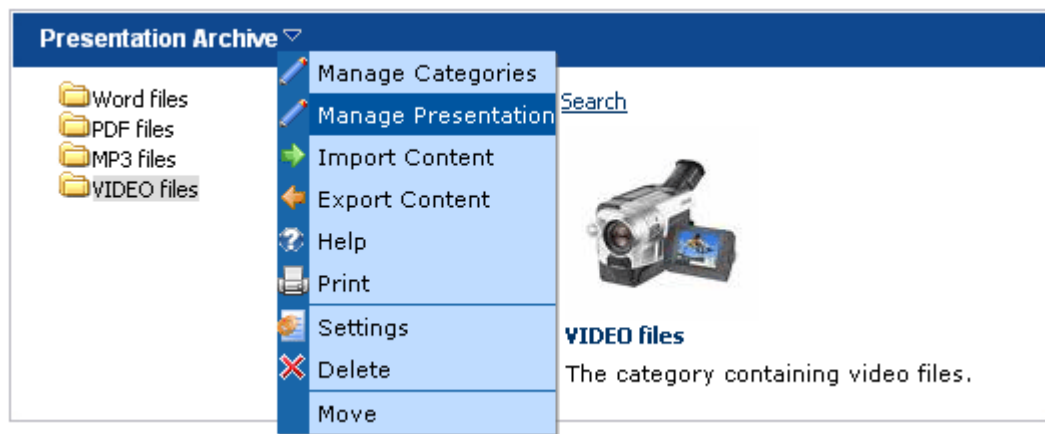 Presentation Archive
Word files
PDF files
MP3 files
VIDEO files
Manage Categories
Manage Presentation
Import Content
Export Content
Help
Print
Settings
Delete
Move
Search
VIDEO files
The category containing video files.